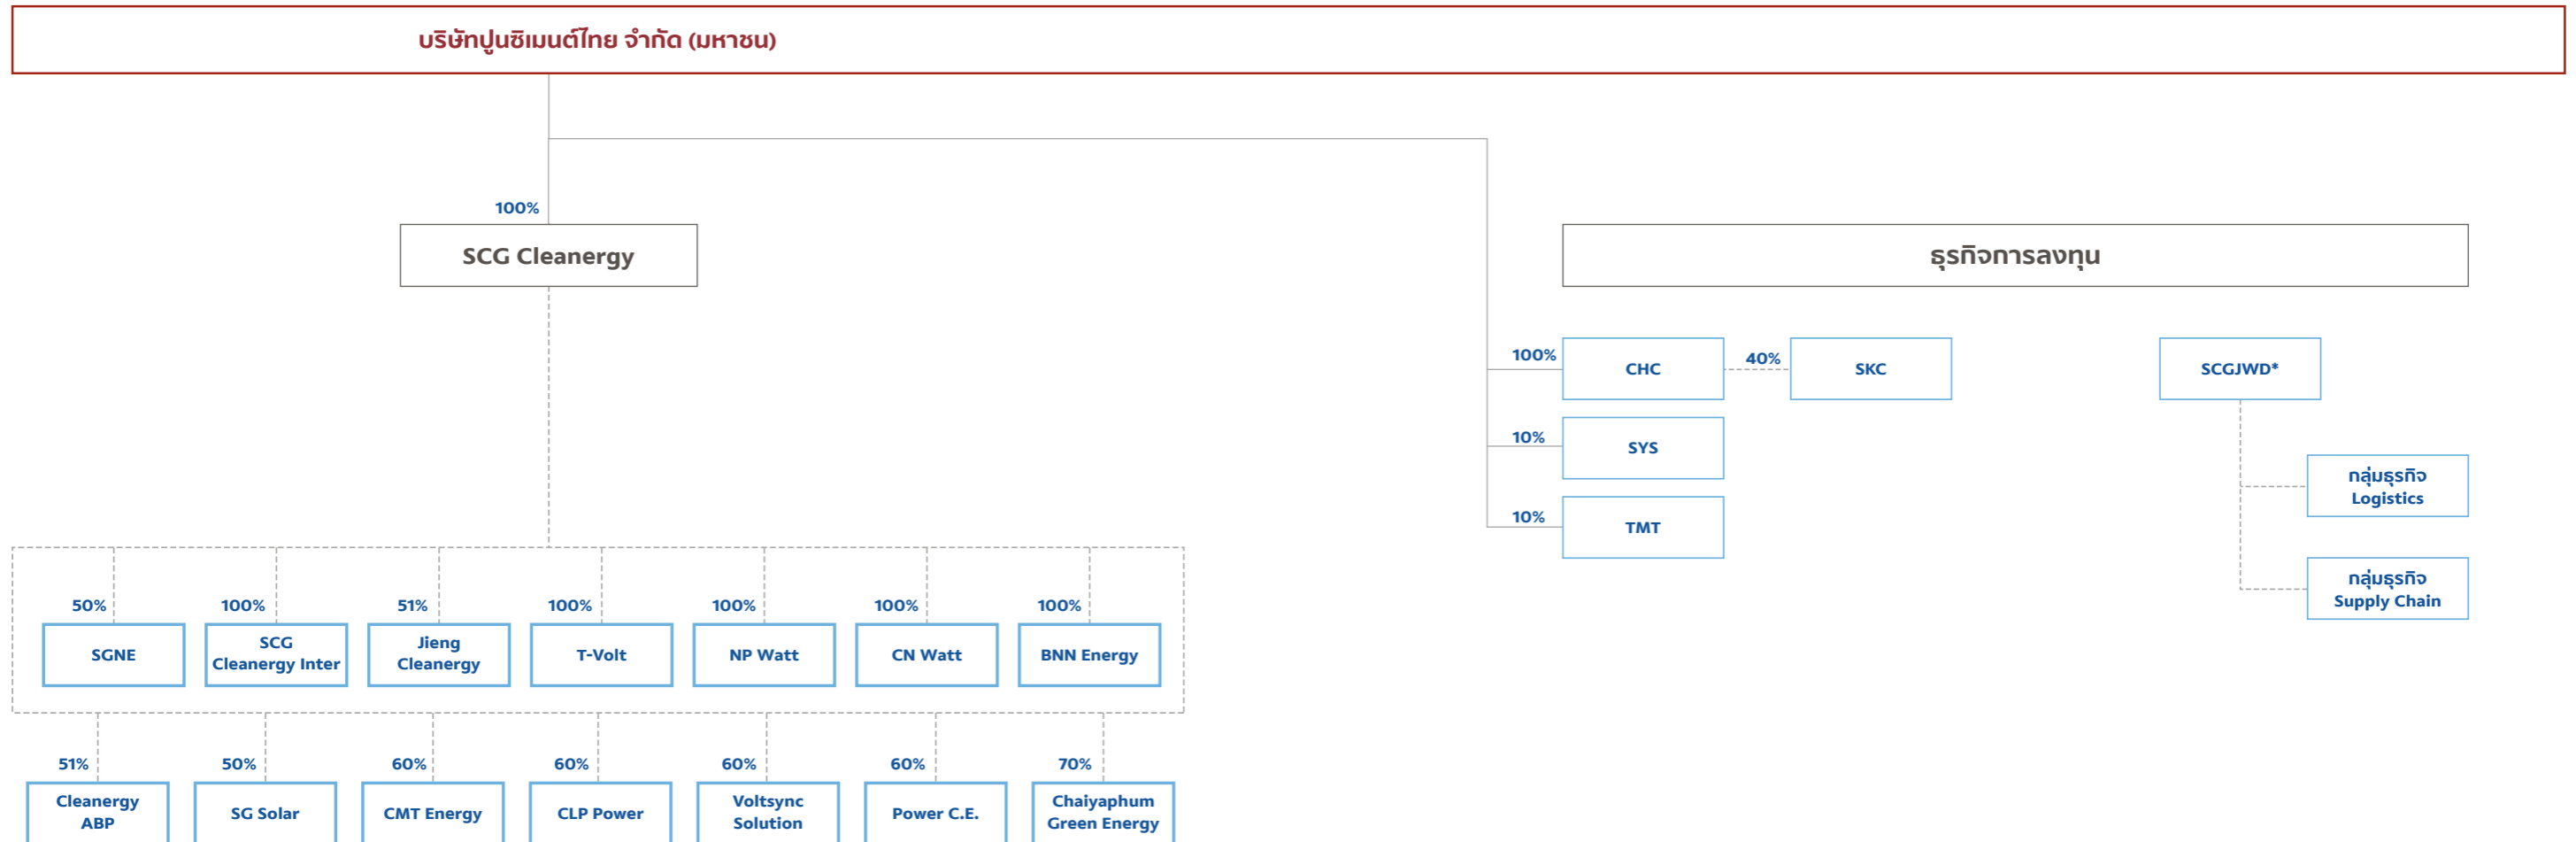 บริษัทปูนซิเมนต์ไทย จำกัด (มหาชน)
100%
SCG Cleanergy
ธุรกิจการลงทุน
100%
CHC
40%
SKC
SCGJWD*
10%
SYS
กลุ่มธุรกิจ
Logistics
10%
TMT
กลุ่มธุรกิจ
Supply Chain
50%
SGNE
100%
SCG
Cleanergy Inter
51%
Jieng
Cleanergy
100%
T-Volt
100%
NP Watt
100%
CN Watt
100%
BNN Energy
51%
Cleanergy
ABP
50%
SG Solar
60%
CMT Energy
60%
CLP Power
60%
Voltsync
Solution
60%
Power C.E.
70%
Chaiyaphum
Green Energy